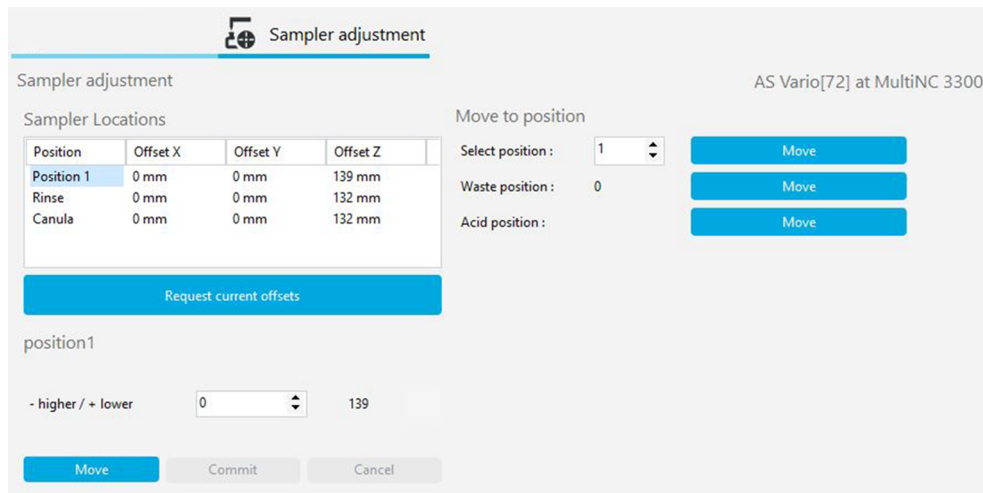 Sampler adjustment
Sampler adjustment
AS Vario[72] at MultiNC 3300
Sampler Locations
Position Offset X Offset Y Offset Z
Position 1 0 mm 0 mm 139 mm
Rinse 0 mm 0 mm 132 mm
Canula 0 mm 0 mm 132 mm
Request current offsets
Move to position
Select position : 1 Move
Waste position : 0 Move
Acid position : Move
position1
- higher / + lower 0 139
Move Commit Cancel